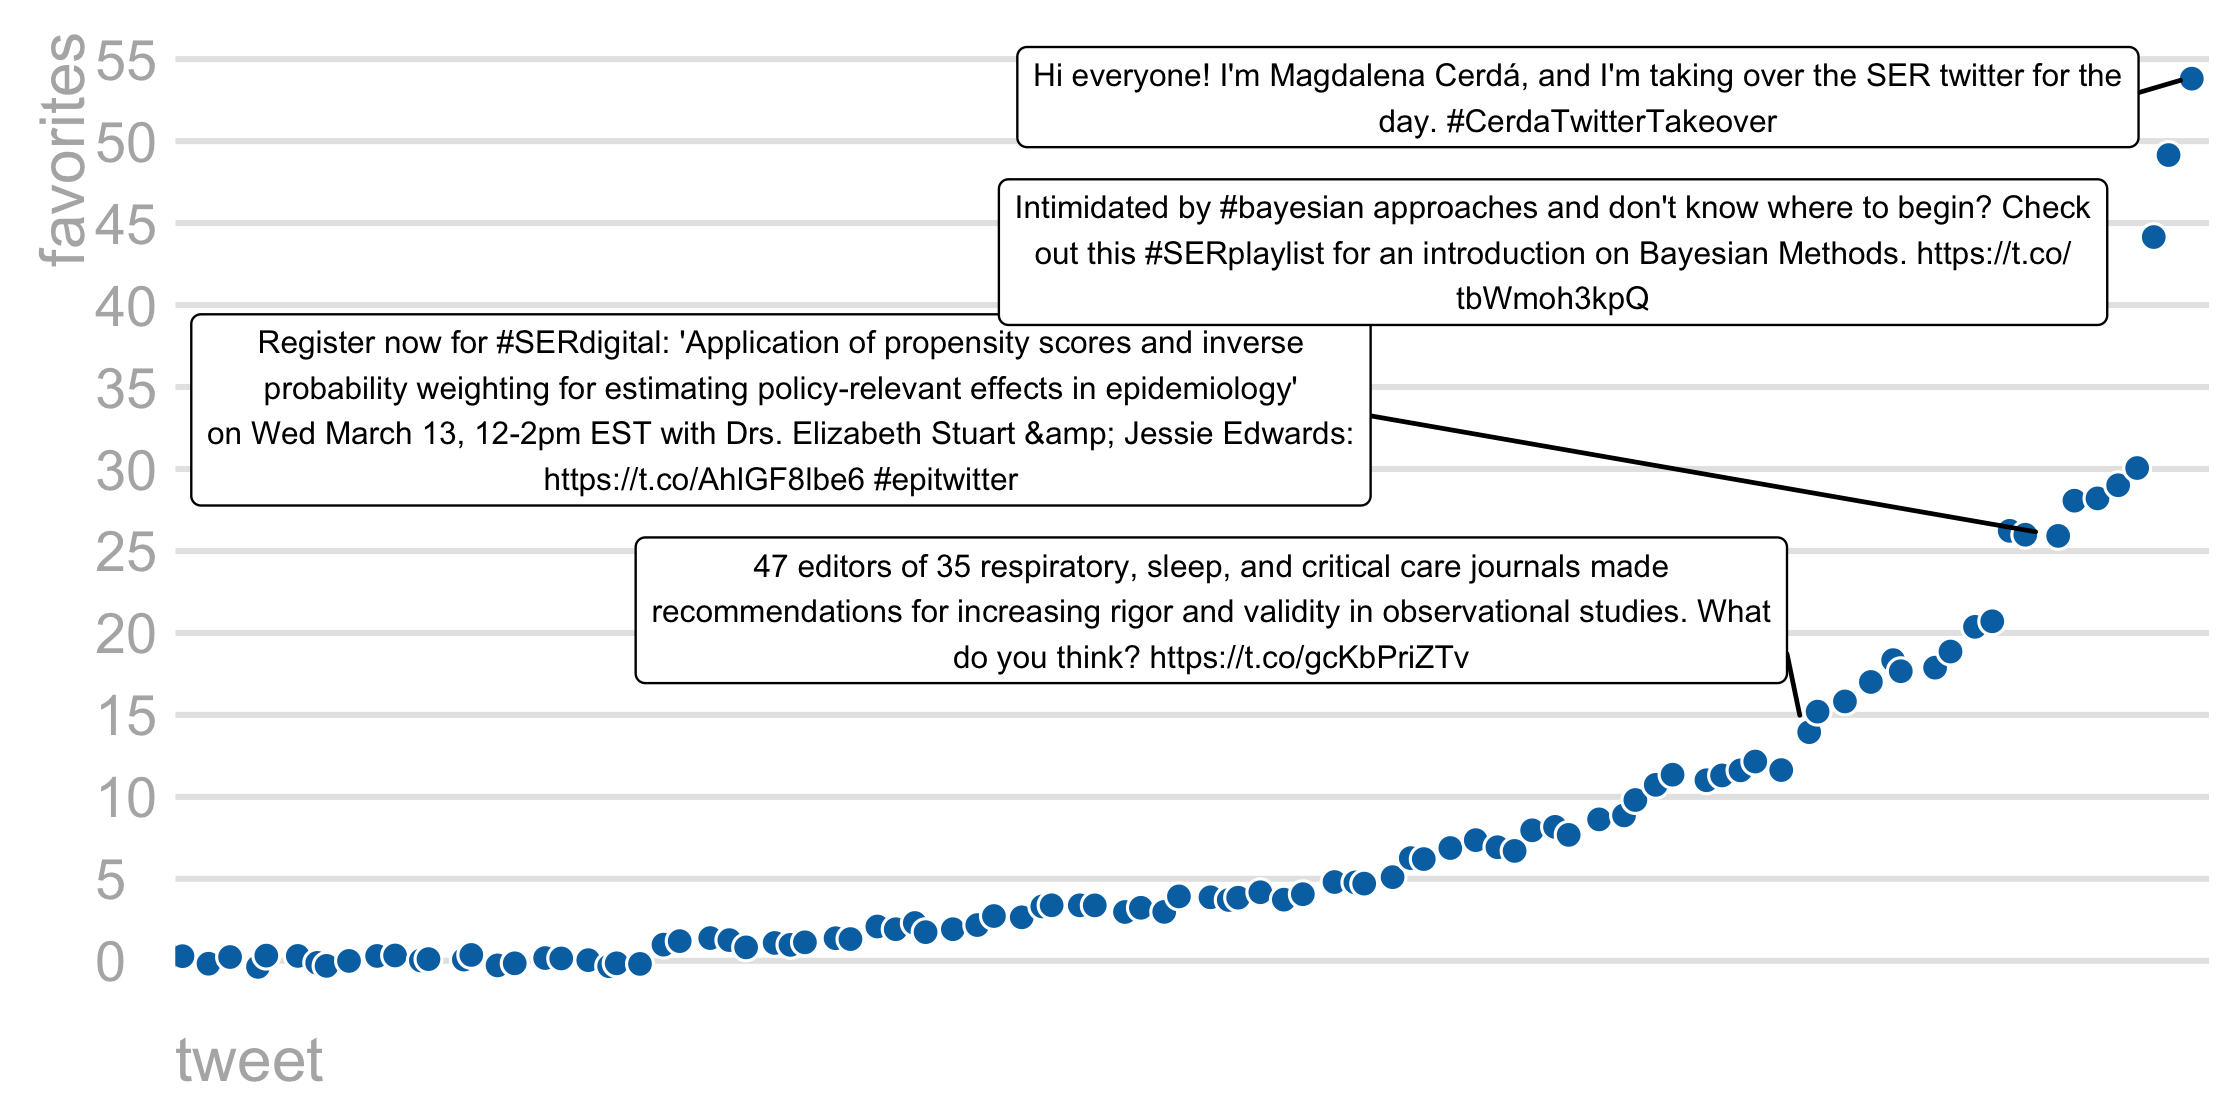 favorites
55
50
45
40
35
30
25
20
15
10
5
0
Hi everyone! I'm Magdalena Cerdá, and I'm taking over the SER twitter for the
day. #CerdaTwitterTakeover
Intimidated by #bayesian approaches and don't know where to begin? Check
out this #SERplaylist for an introduction on Bayesian Methods. https://t.co/
tbWmoh3kpQ
Register now for #SERdigital: 'Application of propensity scores and inverse
probability weighting for estimating policy-relevant effects in epidemiology'
on Wed March 13, 12-2pm EST with Drs. Elizabeth Stuart &amp; Jessie Edwards:
https://t.co/AhlGF8lbe6 #epitwitter
47 editors of 35 respiratory, sleep, and critical care journals made
recommendations for increasing rigor and validity in observational studies. What
do you think? https://t.co/gcKbPriZTv
tweet